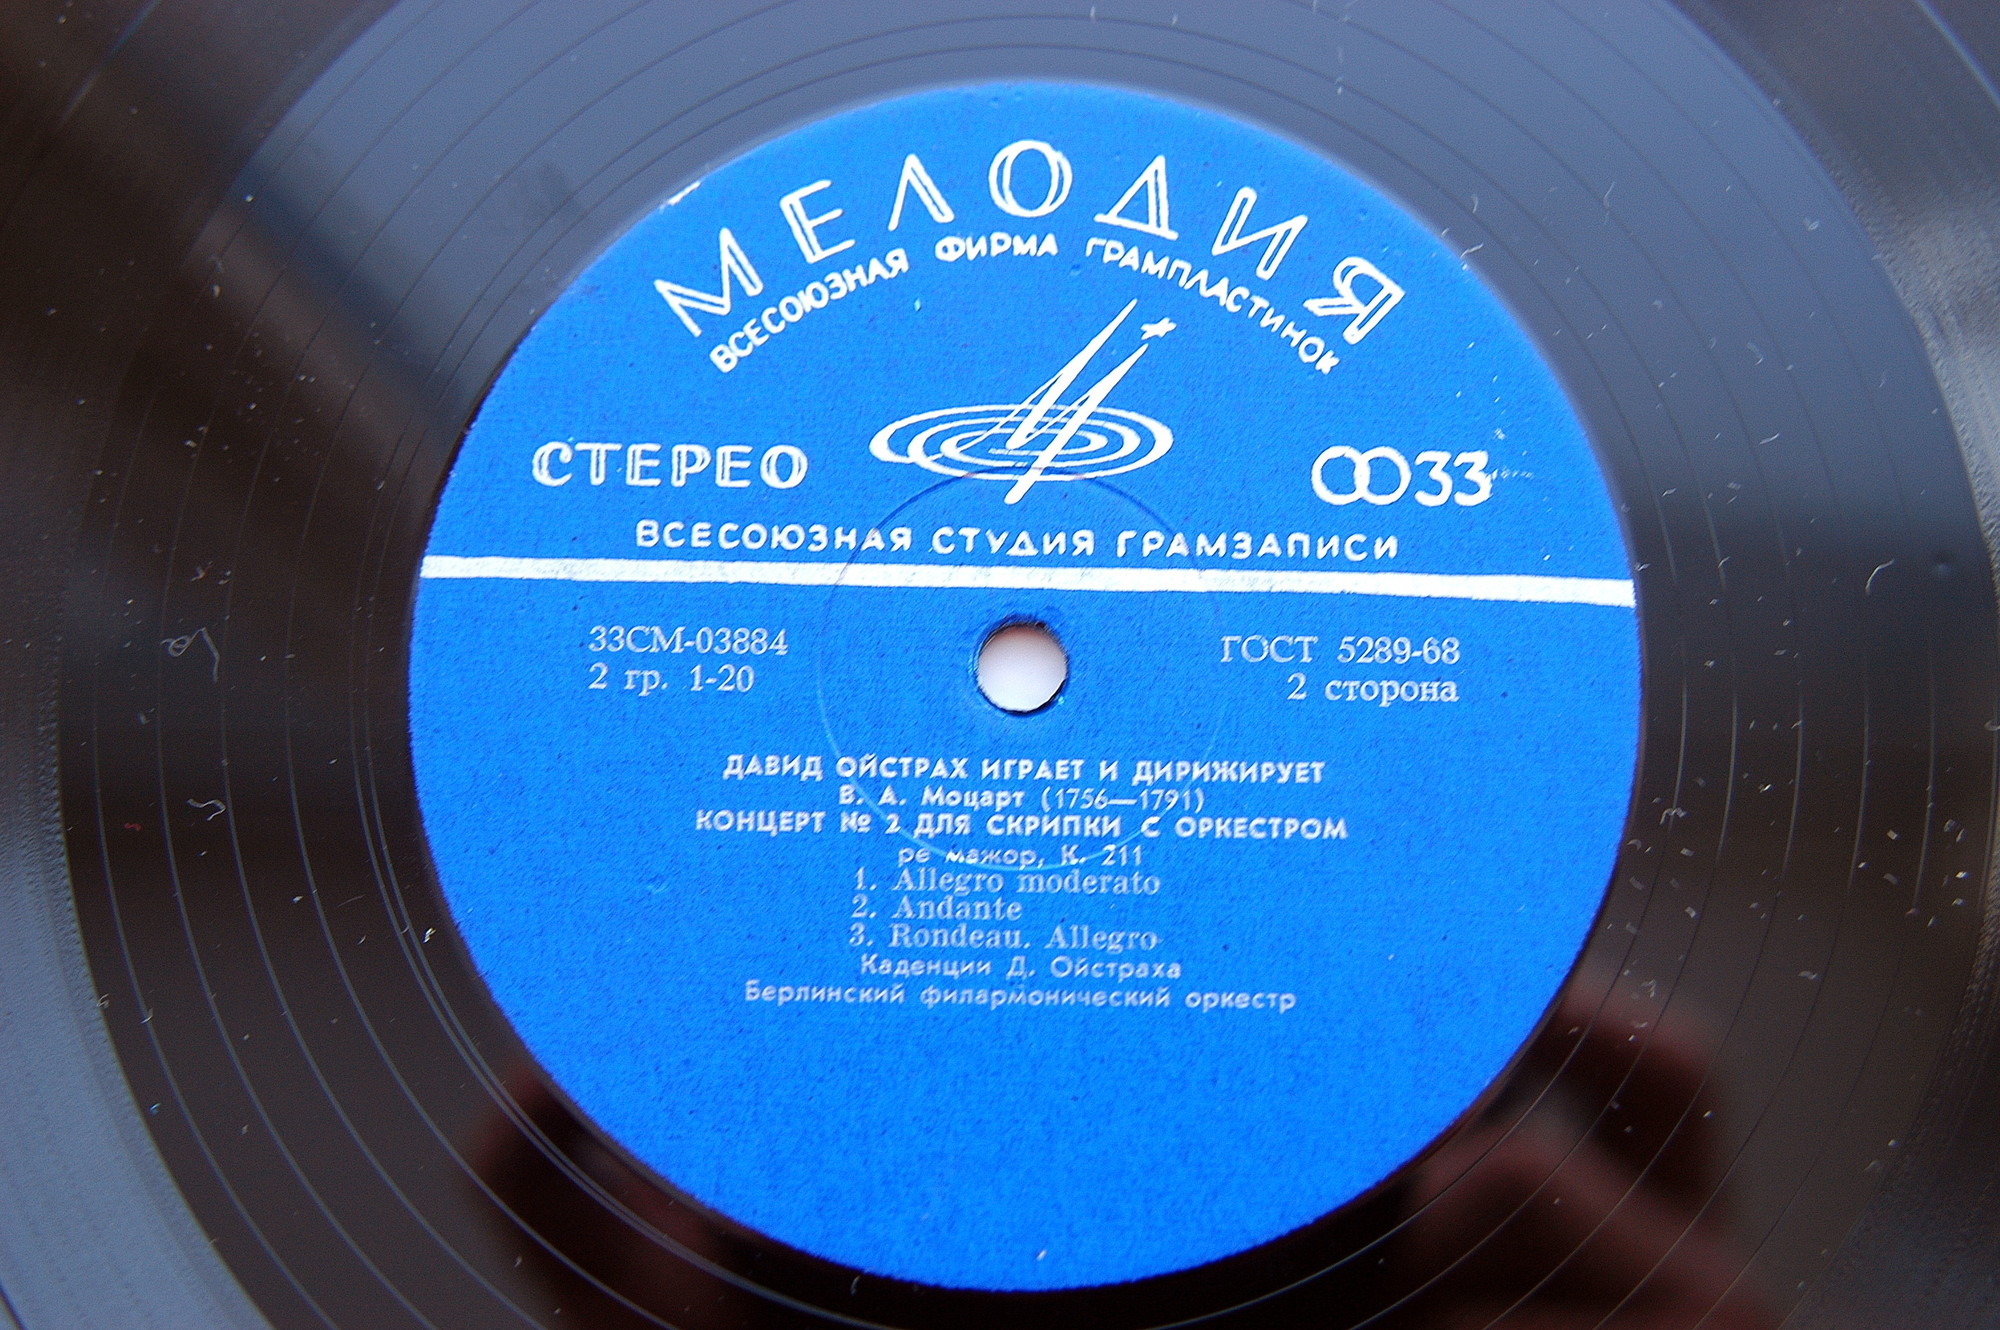 МЕЛОДИЯ
ВСЕСОЮЗНАЯ ФИРМА ГРАМПЛАСТИНОК
СТЕРЕО
33
ВСЕСОЮЗНАЯ СТУДИЯ ГРАМЗАПИСИ
33СМ-03884
2 гр. 1-20
ГОСТ 5289-68
2 сторона
ДАВИД ОЙСТРАХ ИГРАЕТ И ДИРИЖИРУЕТ
В. А. Моцарт (1756—1791)
КОНЦЕРТ № 2 ДЛЯ СКРИПКИ С ОРКЕСТРОМ
ре мажор, К. 211
1. Allegro moderato
2. Andante
3. Rondeau. Allegro
Каденции Д. Ойстраха
Берлинский филармонический оркестр